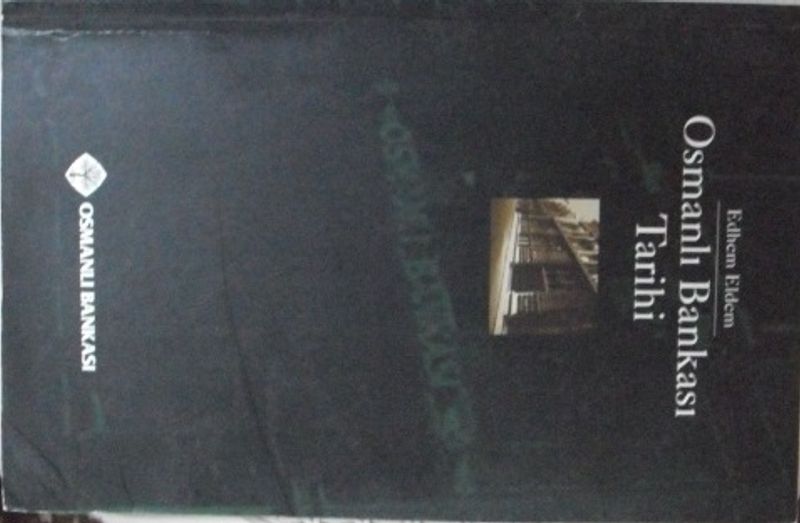 Edhem Eldem
Osmanlı Bankası
Tarihi
OSMANLI BANKASI